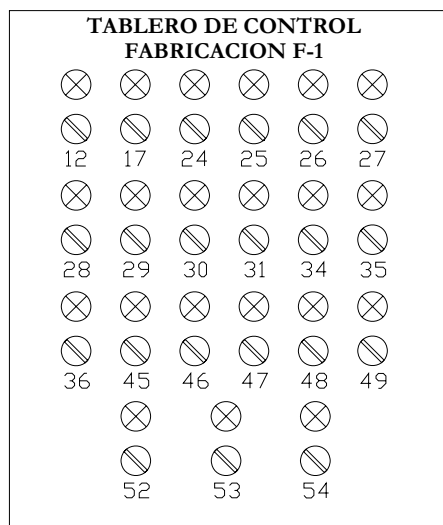 TABLERO DE CONTROL
FABRICACION F-1
12 17 24 25 26 27
28 29 30 31 34 35
36 45 46 47 48 49
52 53 54